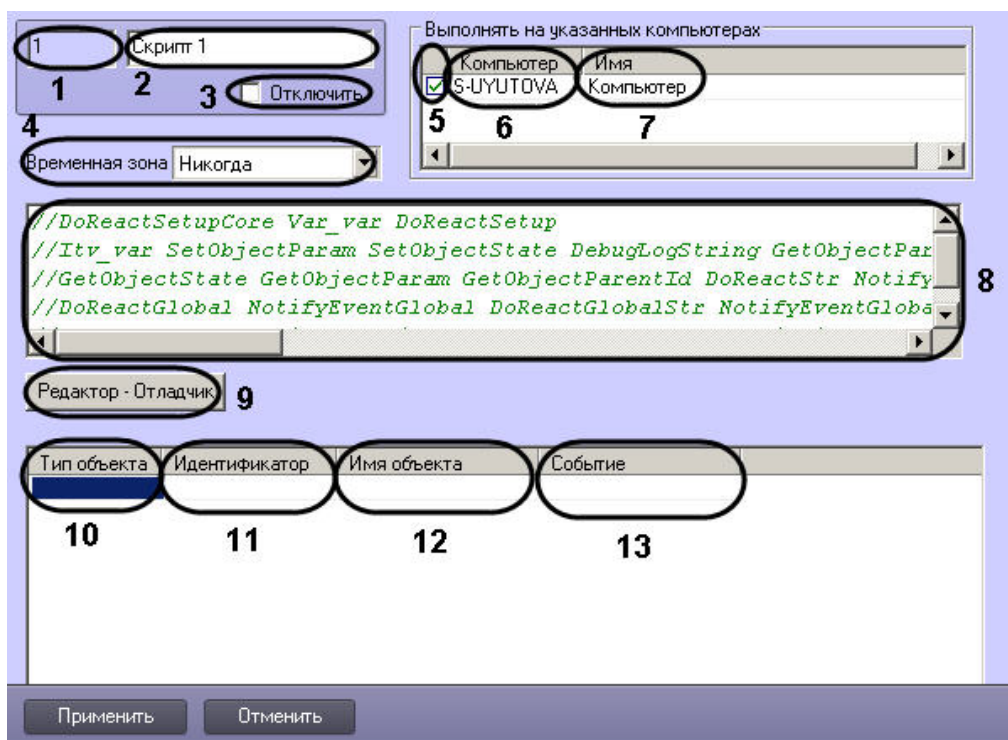 1
Скрипт 1
1
2
3
Отключить
4
Временная зона Никогда
Выполнять на указанных компьютерах
Компьютер Имя
S-UYUTOVA Компьютер
5
6
7
//DoReactSetupCore Var_var DoReactSetup
//Itv_var SetObjectParam SetObjectState DebugLogString GetObjectPar
//GetObjectState GetObjectParam GetObjectParentId DoReactStr Notify
//DoReactGlobal NotifyEventGlobal DoReactGlobalStr NotifyEventGloba
8
Редактор - Отладчик
9
Тип объекта Идентификатор Имя объекта Событие
10
11
12
13
Применить Отменить